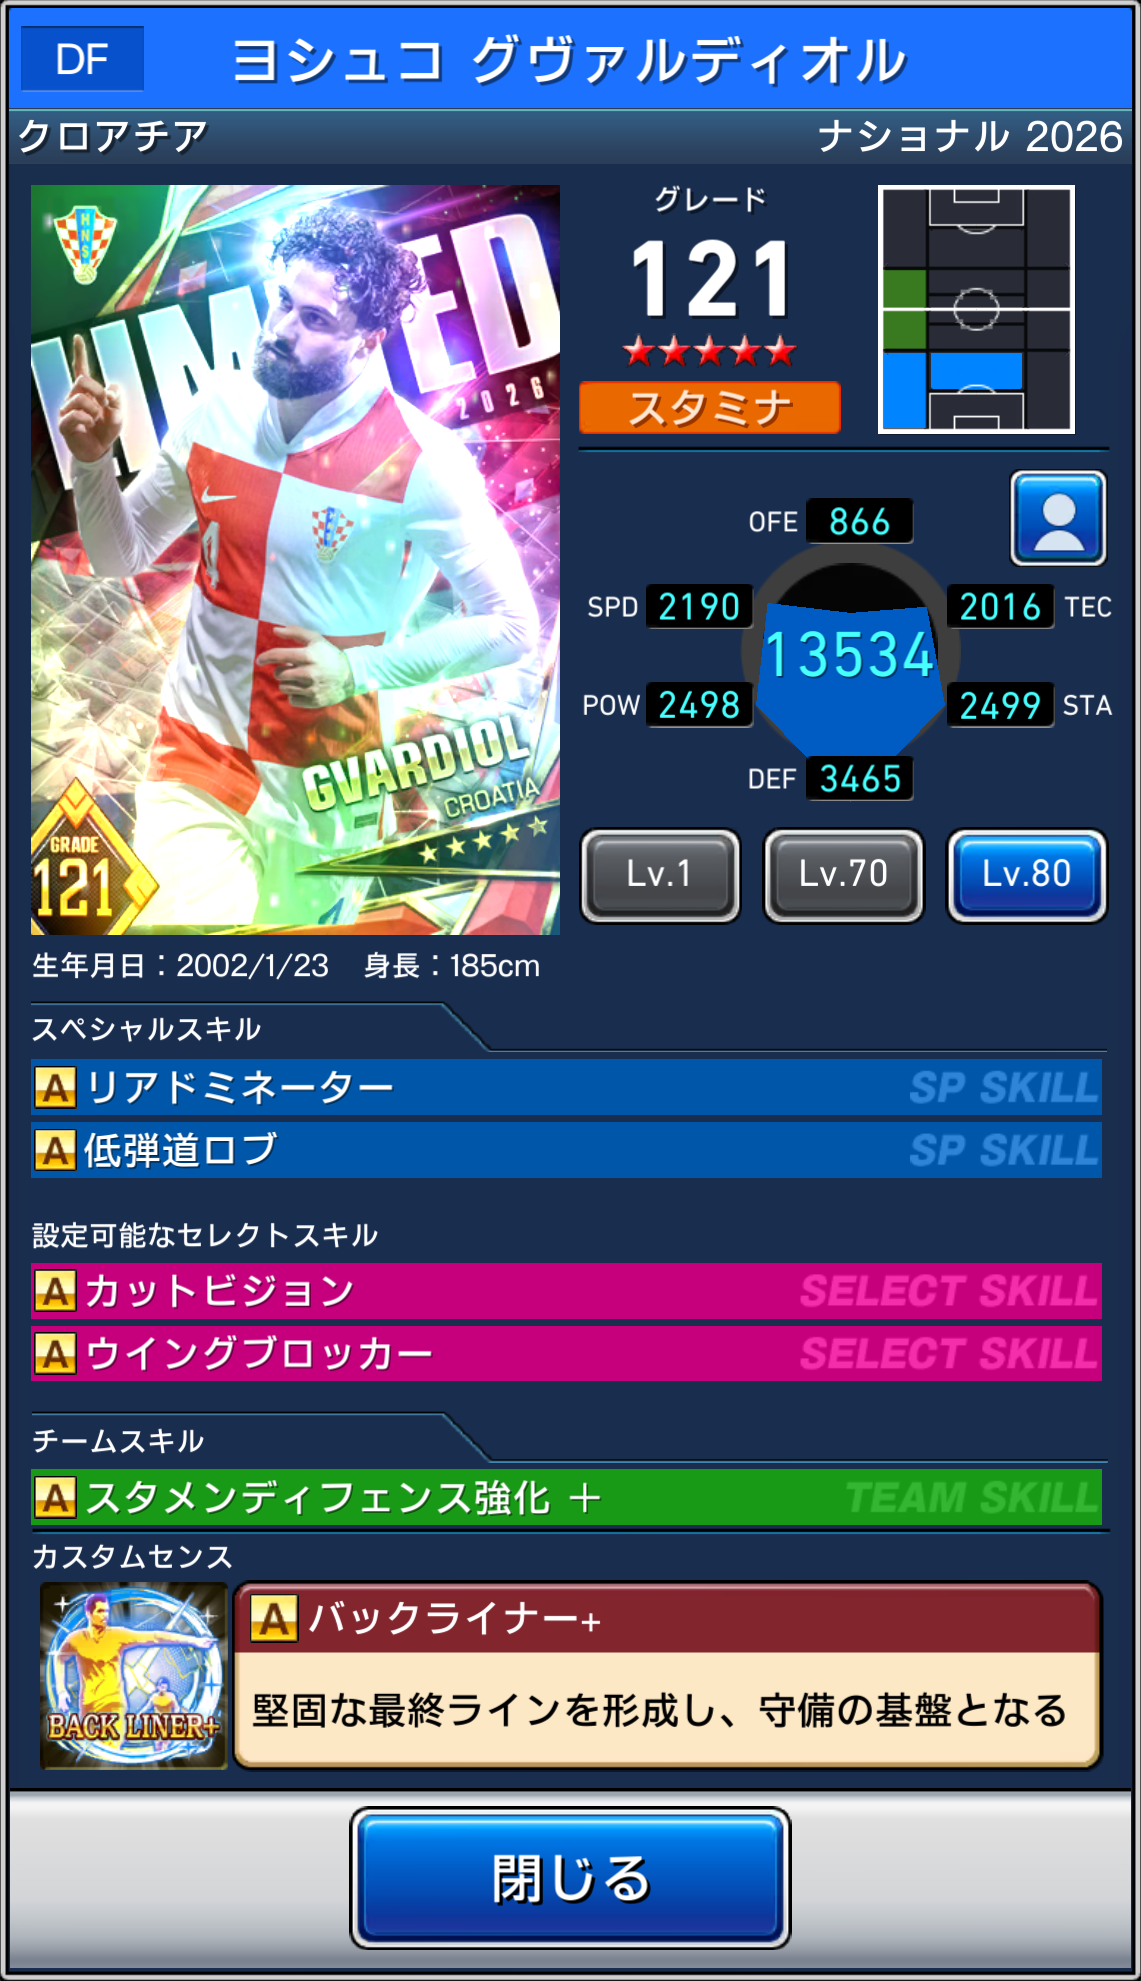 DF
ヨシュコ グヴァルディオル
クロアチア
ナショナル 2026
HNS
LIMITED
2026
4
GVARDIOL
CROATIA
GRADE
121
グレード
121
スタミナ
OFE 866
SPD 2190
2016 TEC
13534
POW 2498
2499 STA
DEF 3465
Lv.1
Lv.70
Lv.80
生年月日：2002/1/23 身長：185cm
スペシャルスキル
A リアドミネーター SP SKILL
A 低弾道ロブ SP SKILL
設定可能なセレクトスキル
A カットビジョン SELECT SKILL
A ウイングブロッカー SELECT SKILL
チームスキル
A スタメンディフェンス強化 ＋ TEAM SKILL
カスタムセンス
BACK LINER+
A バックライナー+
堅固な最終ラインを形成し、守備の基盤となる
閉じる